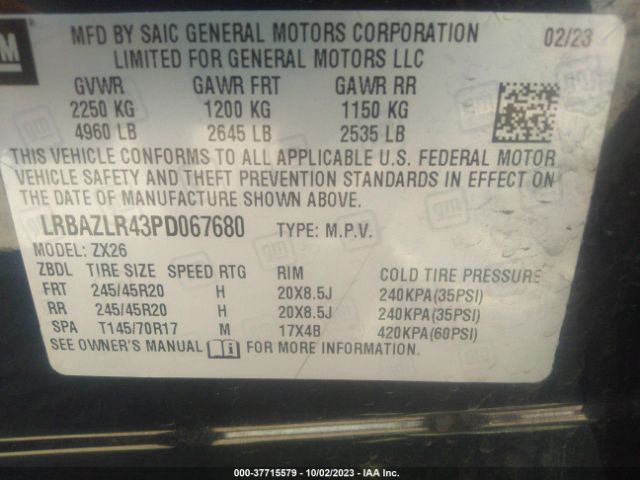 GM
MFD BY SAIC GENERAL MOTORS CORPORATION 02/23
LIMITED FOR GENERAL MOTORS LLC
GVWR GAWR FRT GAWR RR
2250 KG 1200 KG 1150 KG
4960 LB 2645 LB 2535 LB
THIS VEHICLE CONFORMS TO ALL APPLICABLE U.S. FEDERAL MOTOR
VEHICLE SAFETY AND THEFT PREVENTION STANDARDS IN EFFECT ON
THE DATE OF MANUFACTURE SHOWN ABOVE.
LRBAZLR43PD067680 TYPE: M.P.V.
MODEL: ZX26
ZBDL TIRE SIZE SPEED RTG RIM COLD TIRE PRESSURE
FRT 245/45R20 H 20X8.5J 240KPA(35PSI)
RR 245/45R20 H 20X8.5J 240KPA(35PSI)
SPA T145/70R17 M 17X4B 420KPA(60PSI)
SEE OWNER'S MANUAL FOR MORE INFORMATION.
000-37715579 - 10/02/2023 - IAA Inc.